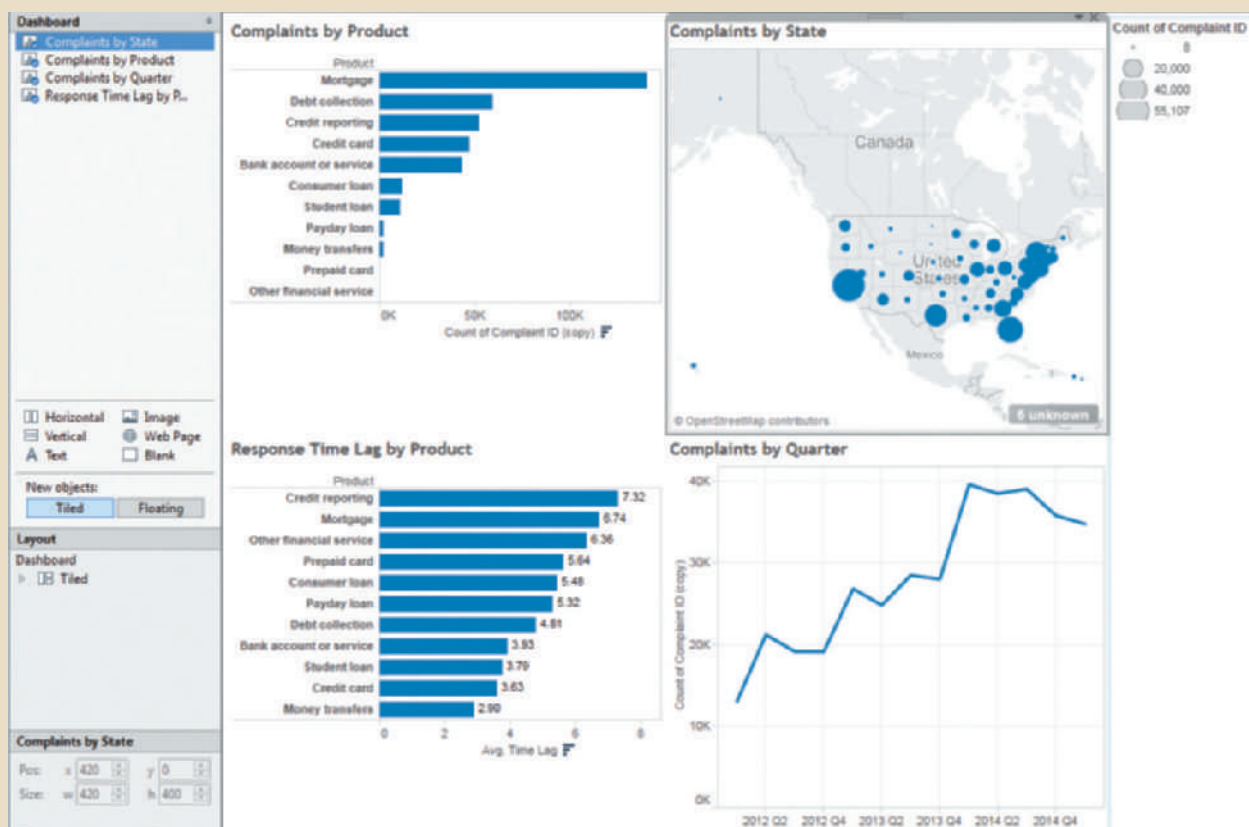 Dashboard
Complaints by State
Complaints by Product
Complaints by Quarter
Response Time Lag by P...
Horizontal
Image
Vertical
Web Page
Text
Blank
New objects:
Tiled
Floating
Layout
Dashboard
Tiled
Complaints by State
Pos: x 420 y 0
Size: w 420 h 400
Complaints by Product
Product
Mortgage
Debt collection
Credit reporting
Credit card
Bank account or service
Consumer loan
Student loan
Payday loan
Money transfers
Prepaid card
Other financial service
0K 50K 100K
Count of Complaint ID (copy)
Complaints by State
Canada
United
States
Mexico
© OpenStreetMap contributors
6 unknown
Count of Complaint ID
8
20,000
40,000
55,107
Response Time Lag by Product
Product
Credit reporting 7.32
Mortgage 6.74
Other financial service 6.36
Prepaid card 5.64
Consumer loan 5.48
Payday loan 5.32
Debt collection 4.81
Bank account or service 3.93
Student loan 3.79
Credit card 3.63
Money transfers 2.90
0 2 4 6 8
Avg. Time Lag
Complaints by Quarter
40K
30K
20K
10K
0K
Count of Complaint ID (copy)
2012 Q2 2012 Q4 2013 Q2 2013 Q4 2014 Q2 2014 Q4